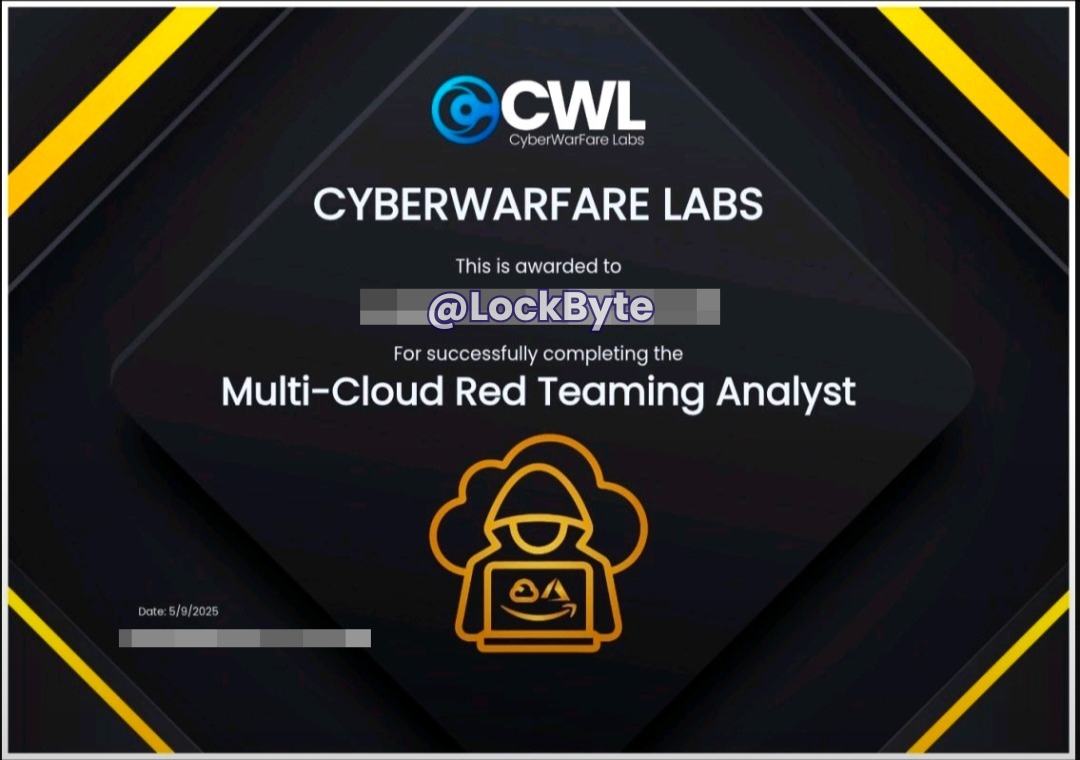 CWL
CyberWarFare Labs
CYBERWARFARE LABS
This is awarded to
@LockByte
For successfully completing the
Multi-Cloud Red Teaming Analyst
Date: 5/9/2025